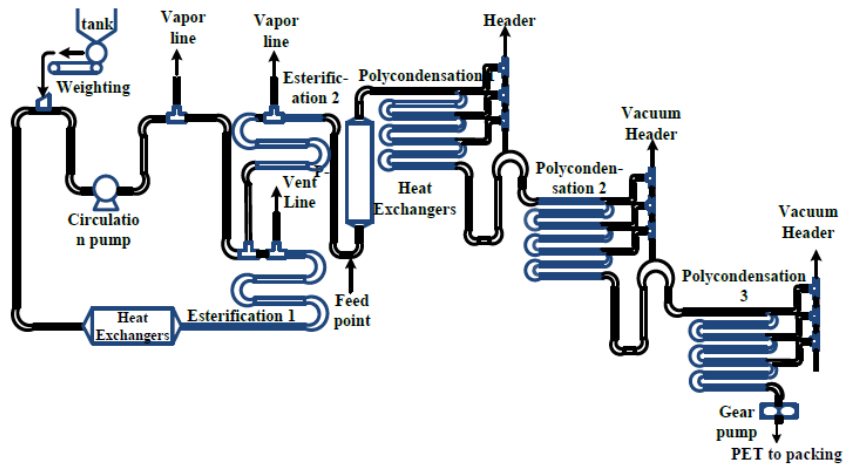 tank
Weighting
Vapor
line
Vapor
line
Header
Esterific-
ation 2
Polycondensation 1
Vacuum
Header
Circulatio
n pump
P-
Vent
Line
Heat
Exchangers
Polyconden-
sation 2
Vacuum
Header
Polycondensation
3
Feed
point
Heat
Exchangers
Esterification 1
Gear
pump
PET to packing